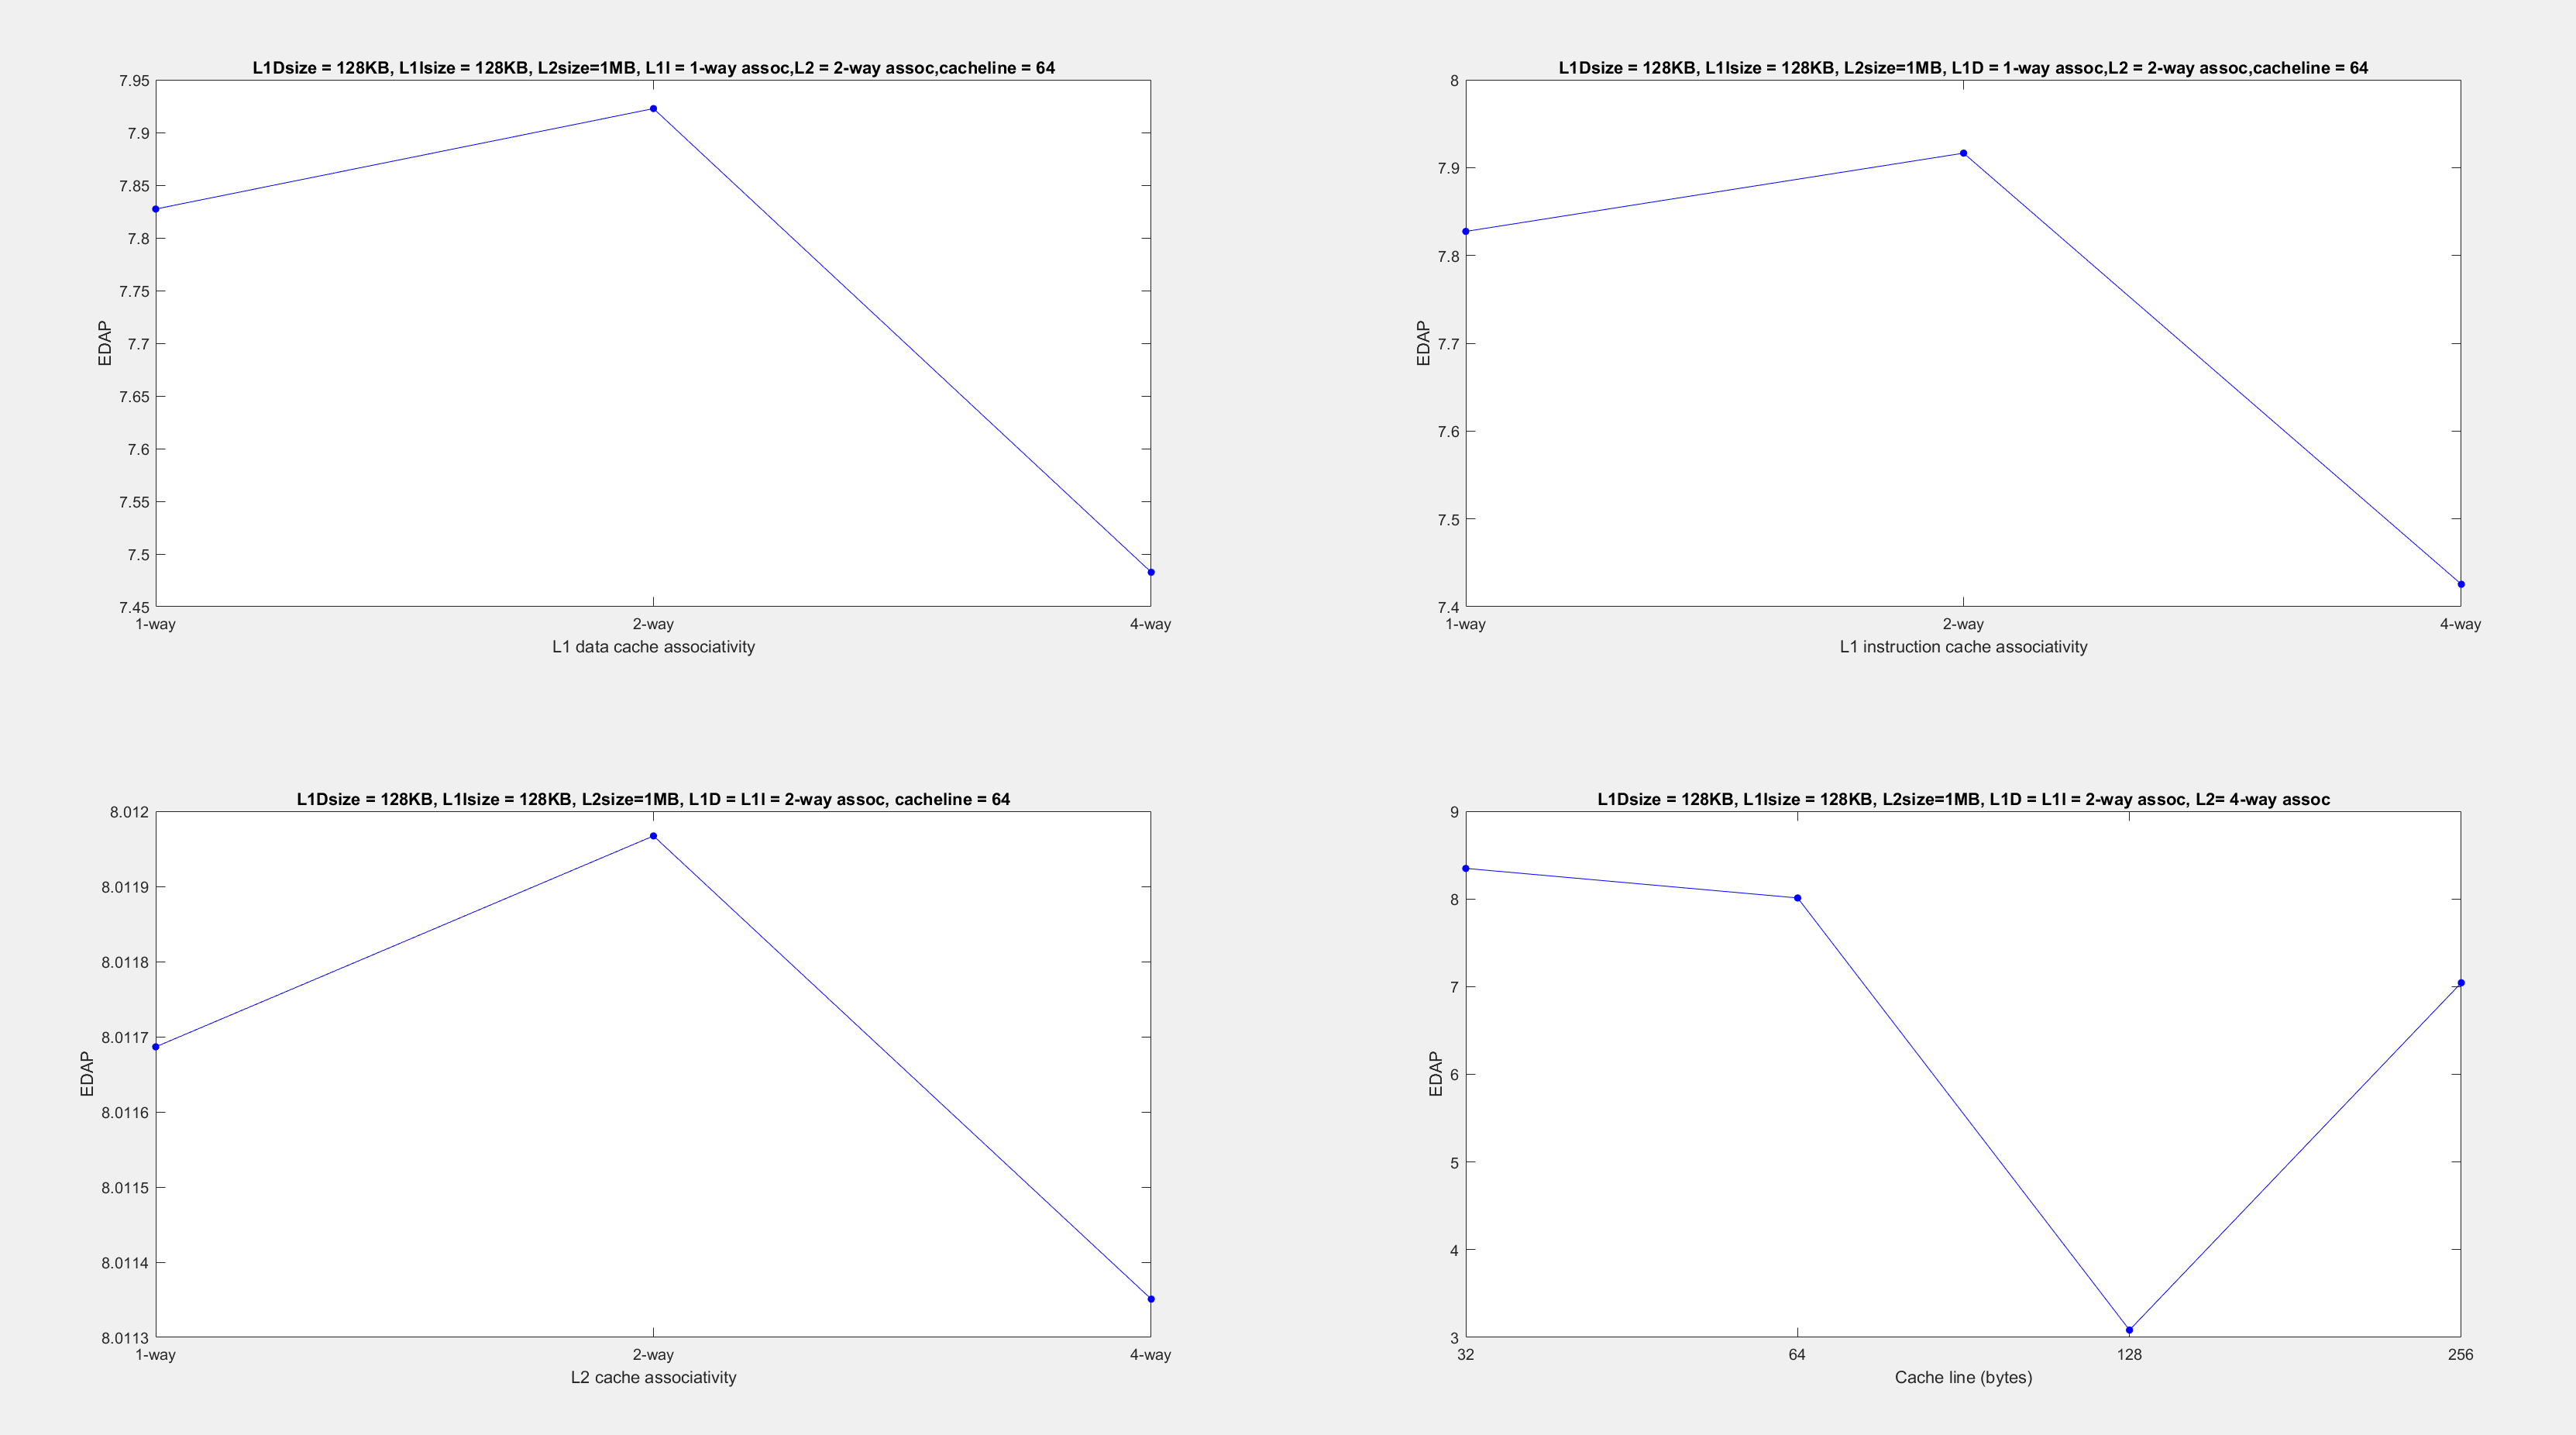 L1Dsize = 128KB, L1Isize = 128KB, L2size=1MB, L1I = 1-way assoc,L2 = 2-way assoc,cacheline = 64
7.95
7.9
7.85
7.8
7.75
7.7
7.65
7.6
7.55
7.5
7.45
EDAP
1-way 2-way 4-way
L1 data cache associativity
L1Dsize = 128KB, L1Isize = 128KB, L2size=1MB, L1D = 1-way assoc,L2 = 2-way assoc,cacheline = 64
8
7.9
7.8
7.7
7.6
7.5
7.4
EDAP
1-way 2-way 4-way
L1 instruction cache associativity
L1Dsize = 128KB, L1Isize = 128KB, L2size=1MB, L1D = L1I = 2-way assoc, cacheline = 64
8.012
8.0119
8.0118
8.0117
8.0116
8.0115
8.0114
8.0113
EDAP
1-way 2-way 4-way
L2 cache associativity
L1Dsize = 128KB, L1Isize = 128KB, L2size=1MB, L1D = L1I = 2-way assoc, L2= 4-way assoc
9
8
7
6
5
4
3
EDAP
32 64 128 256
Cache line (bytes)